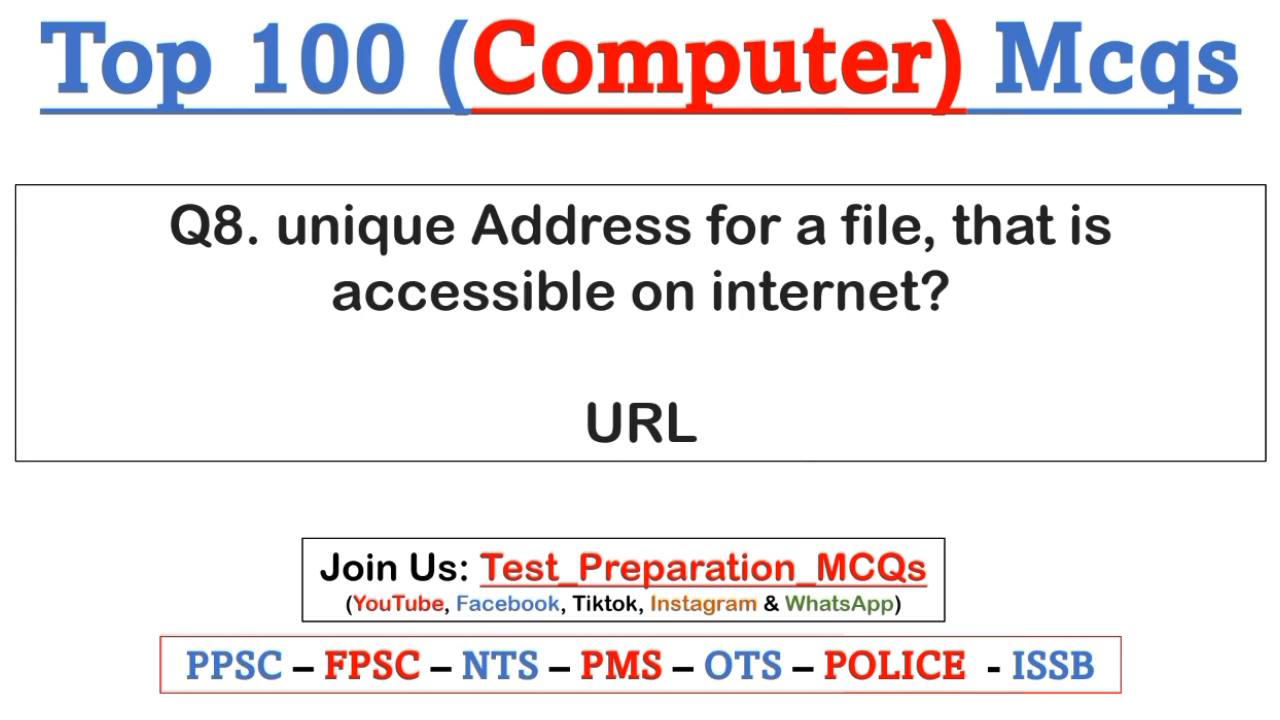 Top 100 (Computer) Mcqs
Q8. unique Address for a file, that is
accessible on internet?
URL
Join Us: Test_Preparation_MCQs
(YouTube, Facebook, Tiktok, Instagram & WhatsApp)
PPSC – FPSC – NTS – PMS – OTS – POLICE - ISSB